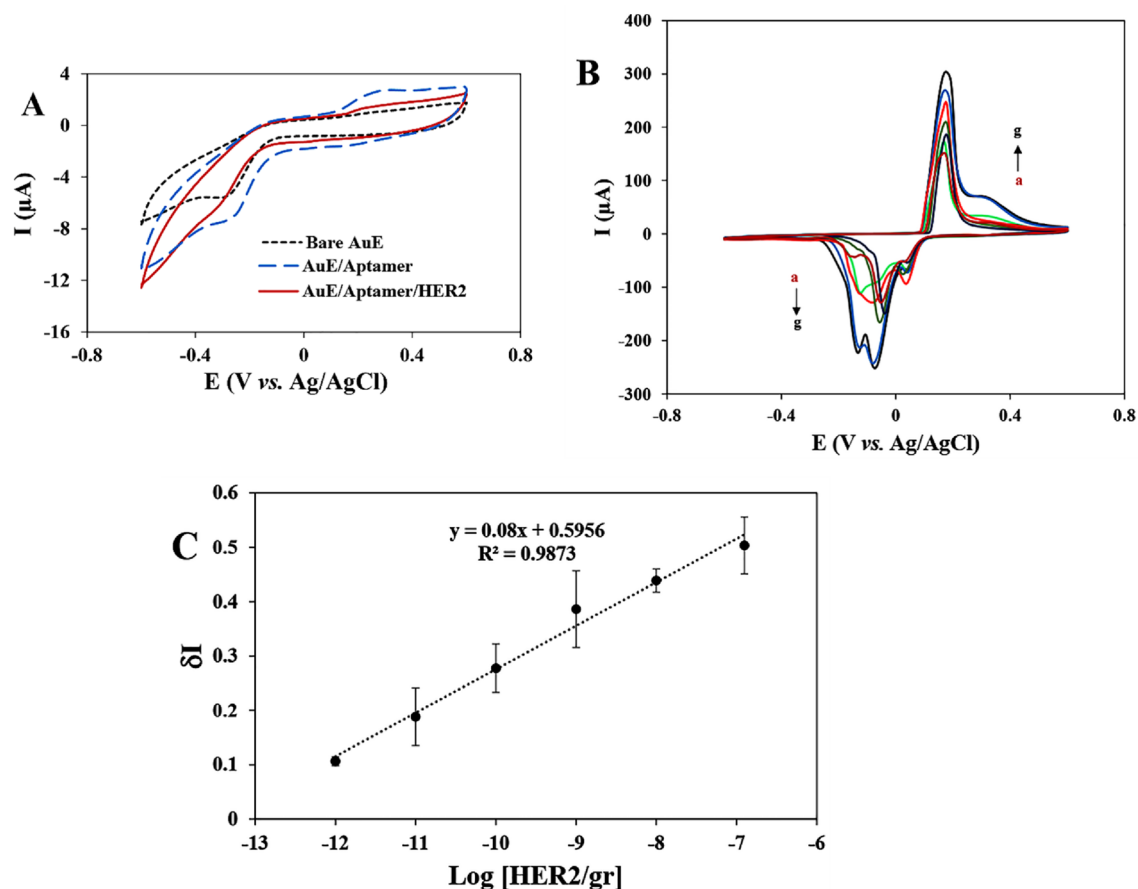 A
I (µA)
4
0
-4
-8
-12
-16
-0.8
-0.4
0
0.4
0.8
E (V vs. Ag/AgCl)
Bare AuE
AuE/Aptamer
AuE/Aptamer/HER2
B
I (µA)
400
300
200
100
0
-100
-200
-300
-0.8
-0.4
0
0.4
0.8
E (V vs. Ag/AgCl)
g
a
a
g
C
δI
0.6
0.5
0.4
0.3
0.2
0.1
0
y = 0.08x + 0.5956
R² = 0.9873
-13
-12
-11
-10
-9
-8
-7
-6
Log [HER2/gr]